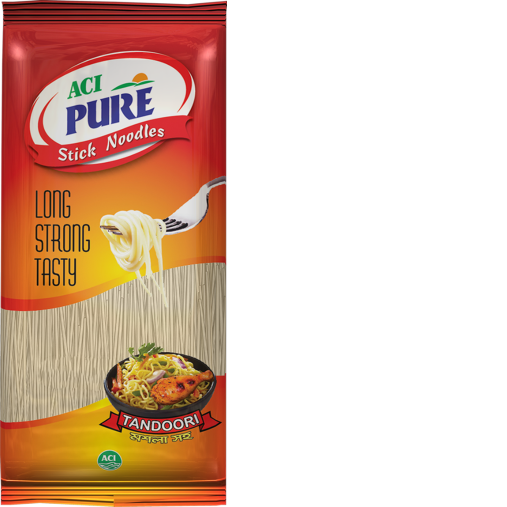 ACI
PURE
Stick Noodles
LONG
STRONG
TASTY
TANDOORI
মশলা সহ
ACI